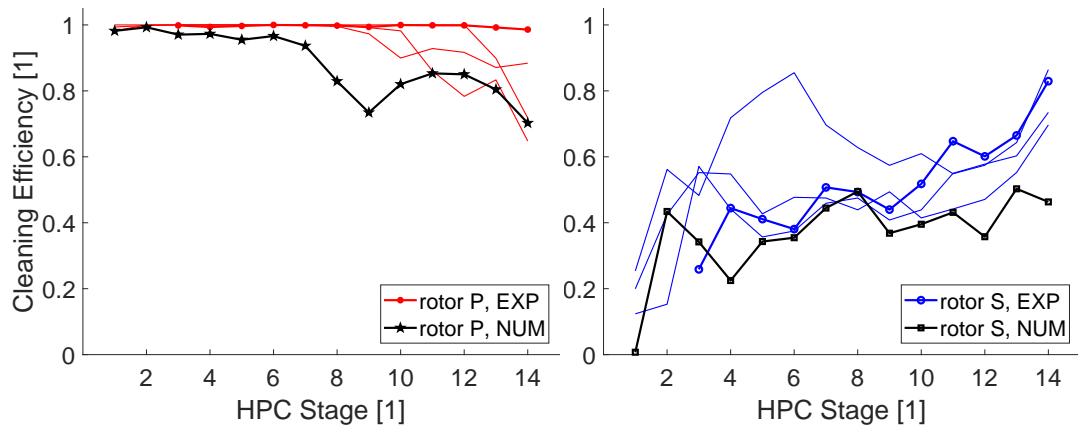 Cleaning Efficiency [1]
1
0.8
0.6
0.4
0.2
0
2 4 6 8 10 12 14
HPC Stage [1]
rotor P, EXP
rotor P, NUM
1
0.8
0.6
0.4
0.2
0
2 4 6 8 10 12 14
HPC Stage [1]
rotor S, EXP
rotor S, NUM